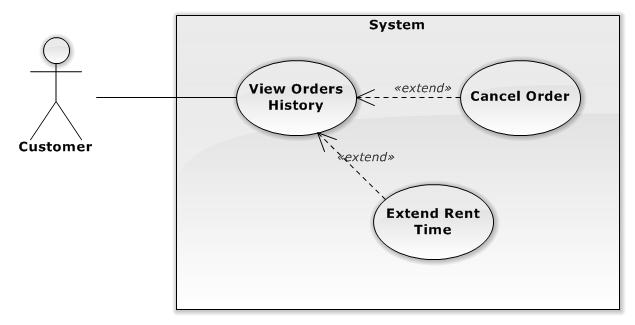 System
View Orders
History
«extend»
Cancel Order
Customer
«extend»
Extend Rent
Time